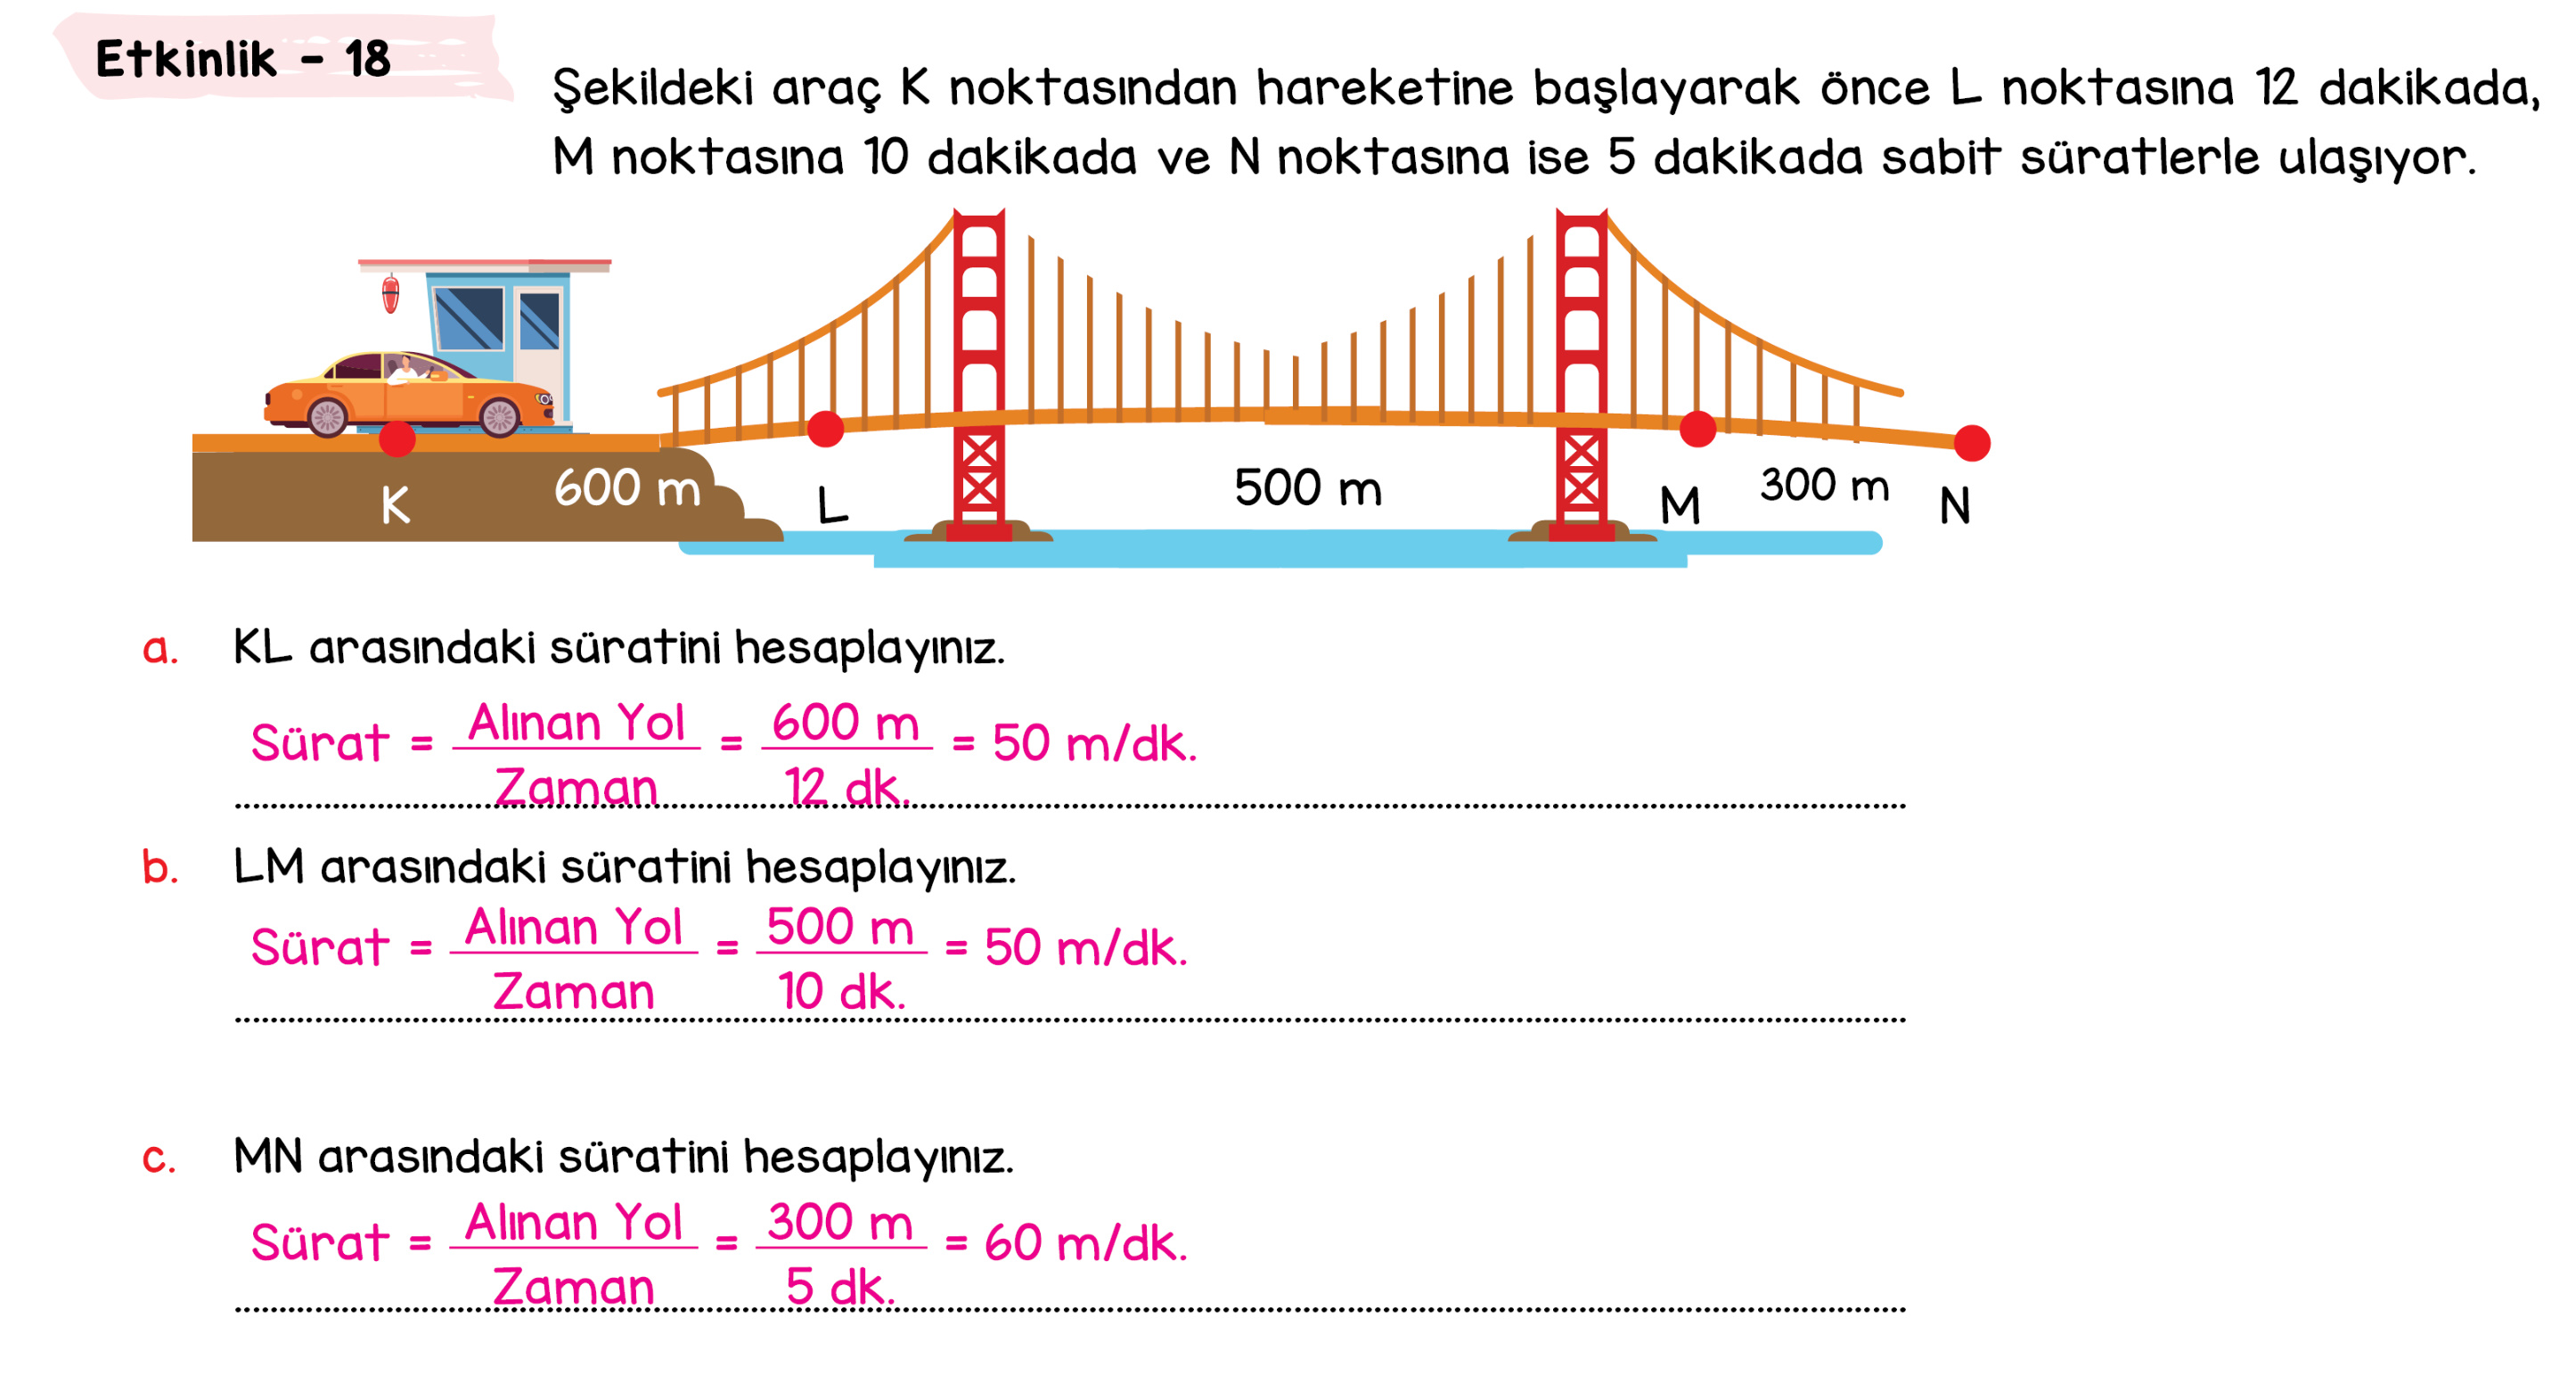 Etkinlik - 18
Şekildeki araç K noktasından hareketine başlayarak önce L noktasına 12 dakikada,
M noktasına 10 dakikada ve N noktasına ise 5 dakikada sabit süratlerle ulaşıyor.
K 600 m L 500 m M 300 m N
a. KL arasındaki süratini hesaplayınız.
Sürat = Alınan Yol / Zaman = 600 m / 12 dk. = 50 m/dk.
b. LM arasındaki süratini hesaplayınız.
Sürat = Alınan Yol / Zaman = 500 m / 10 dk. = 50 m/dk.
c. MN arasındaki süratini hesaplayınız.
Sürat = Alınan Yol / Zaman = 300 m / 5 dk. = 60 m/dk.